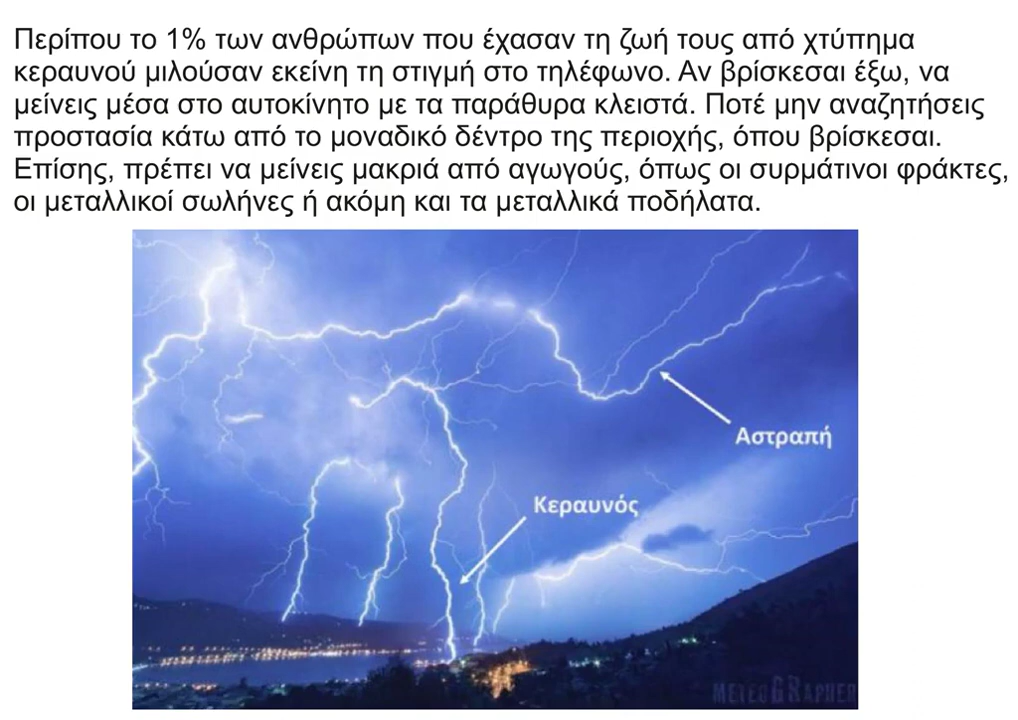 Περίπου το 1% των ανθρώπων που έχασαν τη ζωή τους από χτύπημα
κεραυνού μιλούσαν εκείνη τη στιγμή στο τηλέφωνο. Αν βρίσκεσαι έξω, να
μείνεις μέσα στο αυτοκίνητο με τα παράθυρα κλειστά. Ποτέ μην αναζητήσεις
προστασία κάτω από το μοναδικό δέντρο της περιοχής, όπου βρίσκεσαι.
Επίσης, πρέπει να μείνεις μακριά από αγωγούς, όπως οι συρμάτινοι φράκτες,
οι μεταλλικοί σωλήνες ή ακόμη και τα μεταλλικά ποδήλατα.
Αστραπή
Κεραυνός
METEOGRAPHER